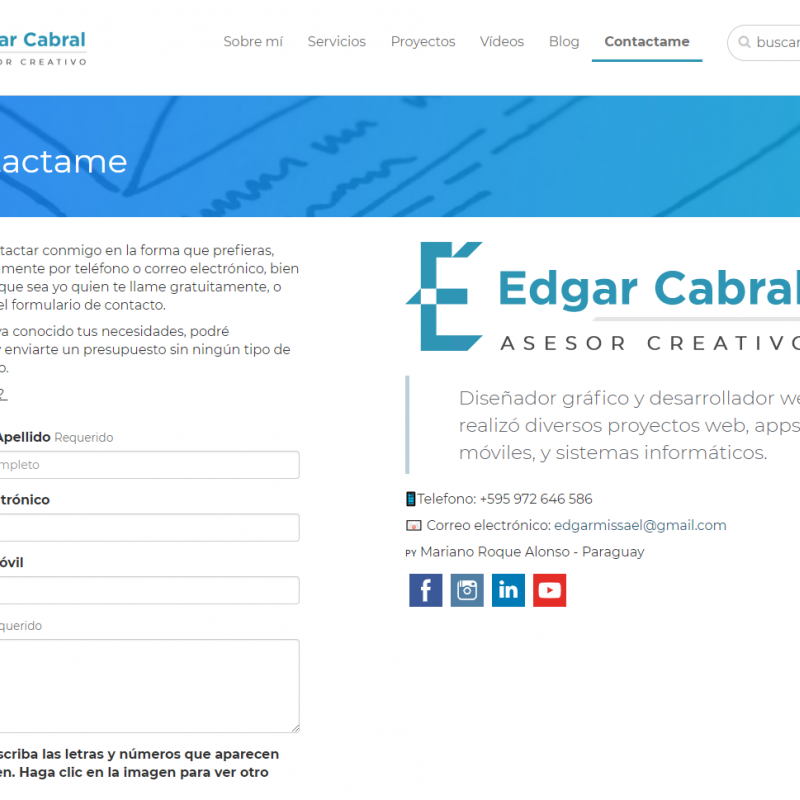 ar Cabral
OR CREATIVO
Sobre mí
Servicios
Proyectos
Vídeos
Blog
Contactame
buscar
tactame
tactar conmigo en la forma que prefieras,
mente por teléfono o correo electrónico, bien
que sea yo quien te llame gratuitamente, o
el formulario de contacto.
va conocido tus necesidades, podré
y enviarte un presupuesto sin ningún tipo de
o.
?
Apellido Requerido
mpleto
trónico
óvil
querido
scriba las letras y números que aparecen
en. Haga clic en la imagen para ver otro
Edgar Cabral
ASESOR CREATIVO
Diseñador gráfico y desarrollador we
realizó diversos proyectos web, apps
móviles, y sistemas informáticos.
Telefono: +595 972 646 586
Correo electrónico: edgarmissael@gmail.com
PY Mariano Roque Alonso - Paraguay